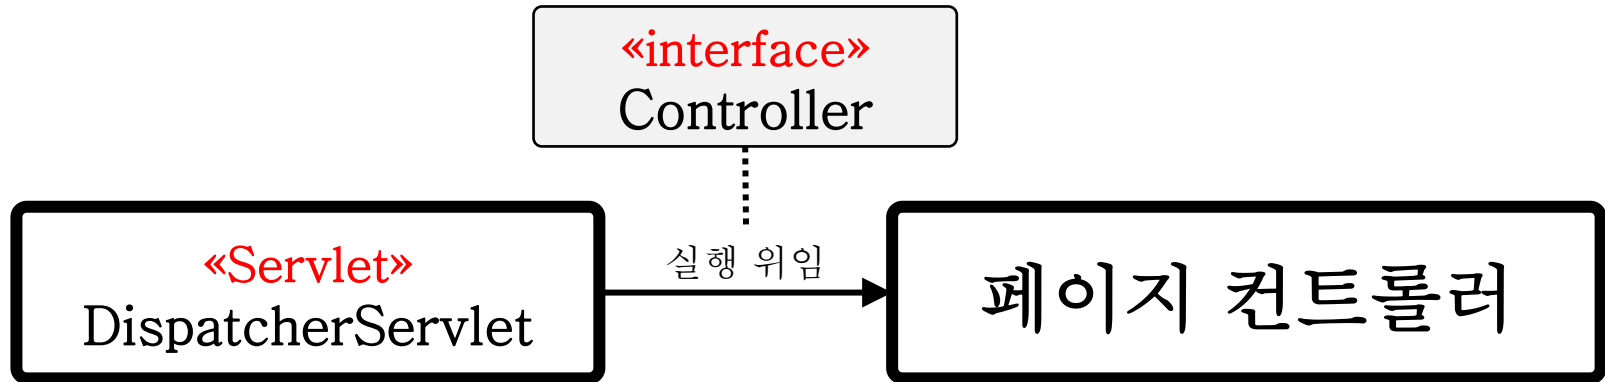 «interface»
Controller
실행 위임
«Servlet»
DispatcherServlet
페이지 컨트롤러